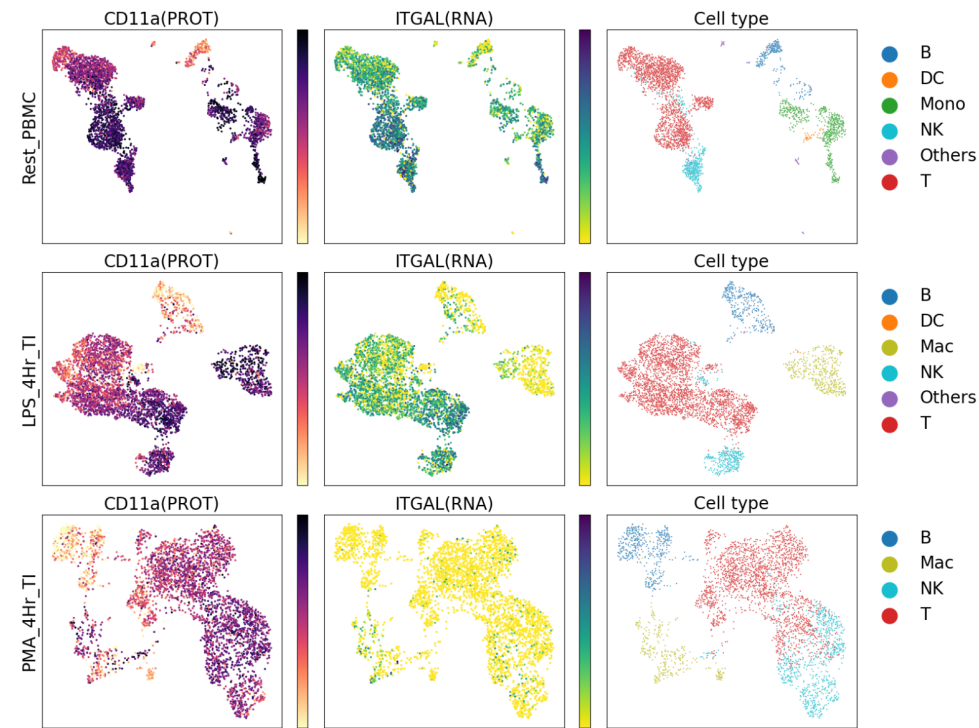 CD11a(PROT) ITGAL(RNA) Cell type
Rest_PBMC
B
DC
Mono
NK
Others
T
CD11a(PROT) ITGAL(RNA) Cell type
LPS_4Hr_TI
B
DC
Mac
NK
Others
T
CD11a(PROT) ITGAL(RNA) Cell type
PMA_4Hr_TI
B
Mac
NK
T